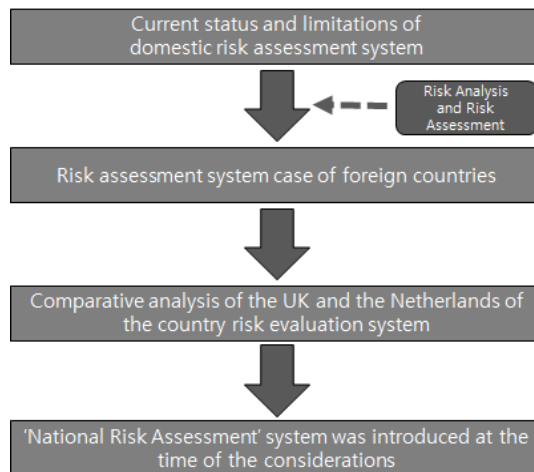 Current status and limitations of
domestic risk assessment system
Risk Analysis
and Risk
Assessment
Risk assessment system case of foreign countries
Comparative analysis of the UK and the Netherlands of
the country risk evaluation system
‘National Risk Assessment’ system was introduced at the
time of the considerations